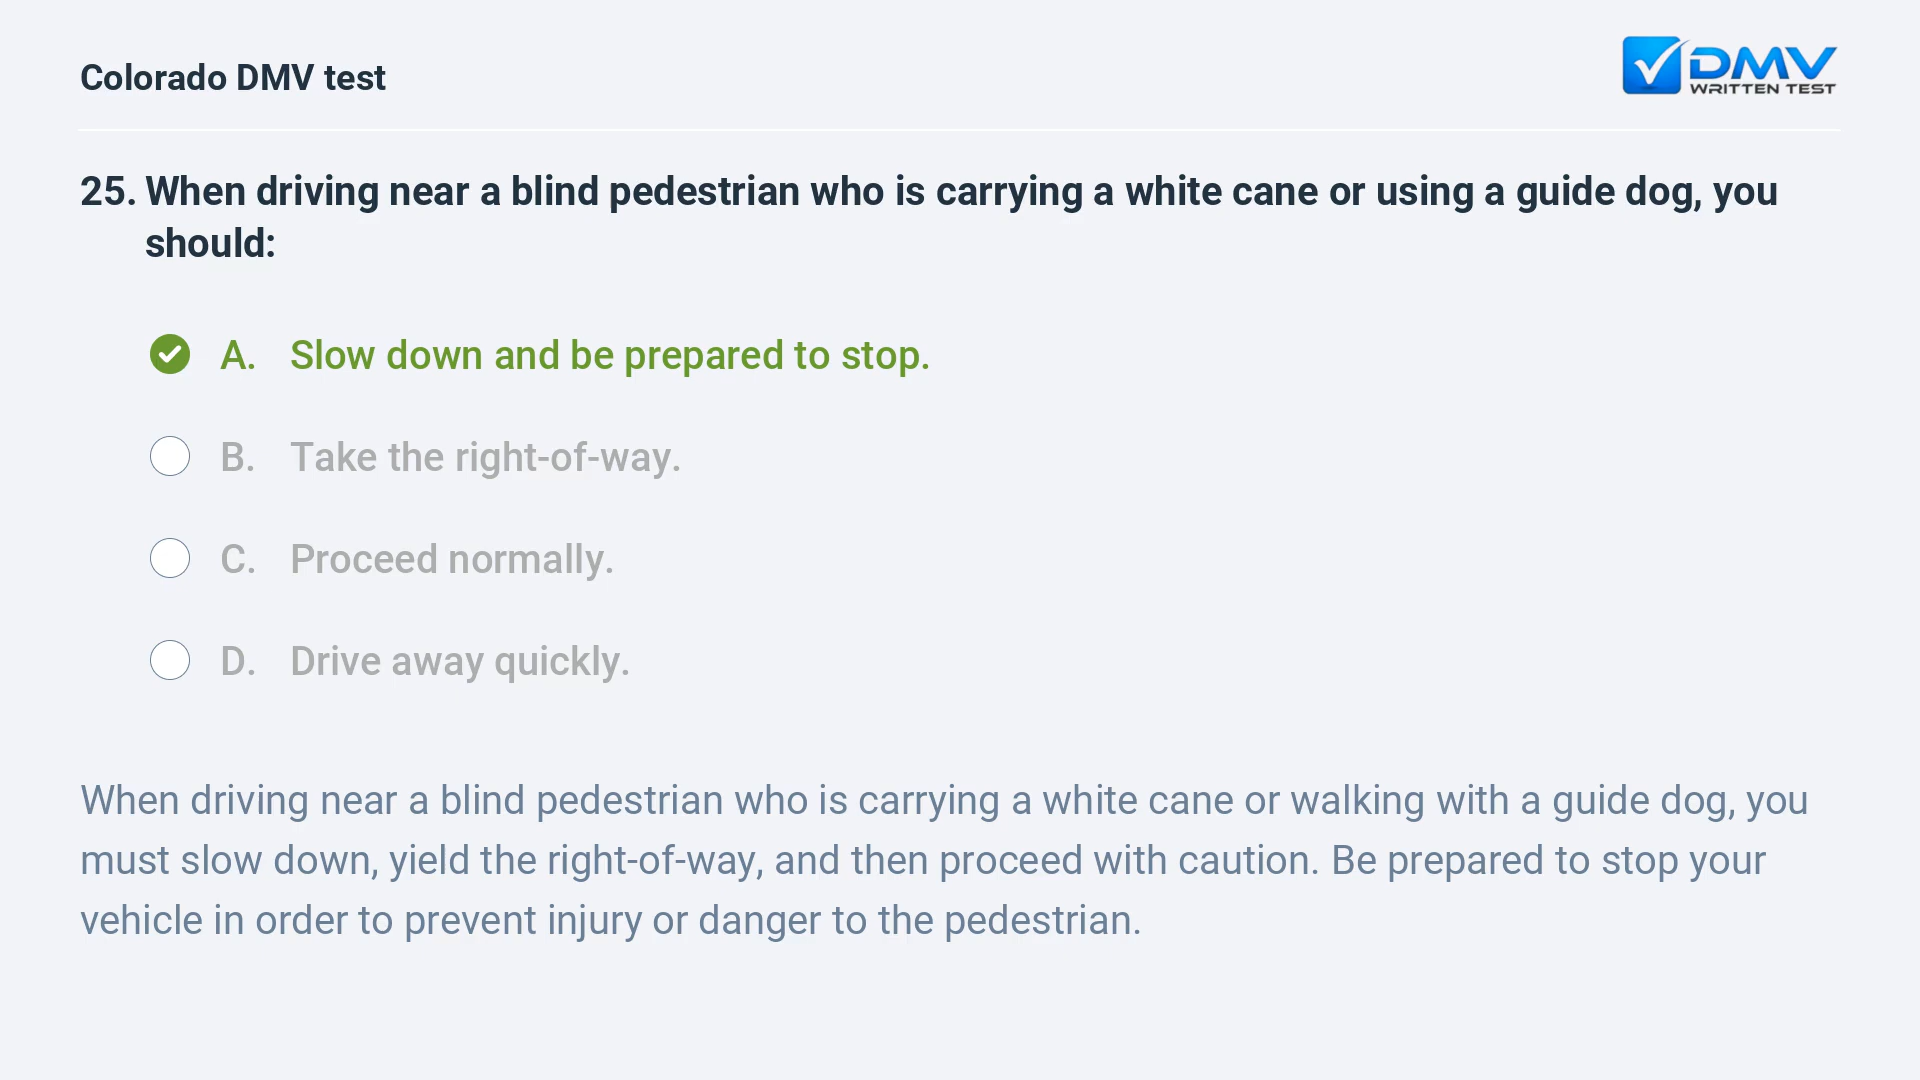 Colorado DMV test
DMV
WRITTEN TEST
25. When driving near a blind pedestrian who is carrying a white cane or using a guide dog, you
should:
A. Slow down and be prepared to stop.
B. Take the right-of-way.
C. Proceed normally.
D. Drive away quickly.
When driving near a blind pedestrian who is carrying a white cane or walking with a guide dog, you
must slow down, yield the right-of-way, and then proceed with caution. Be prepared to stop your
vehicle in order to prevent injury or danger to the pedestrian.